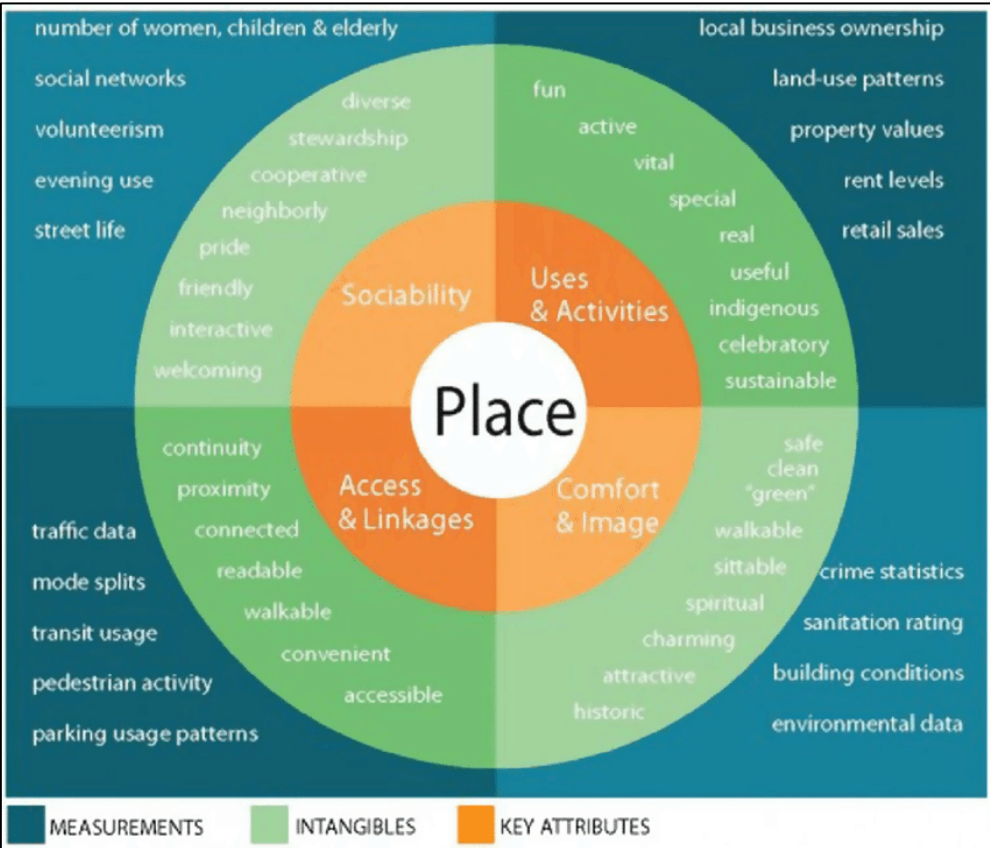 number of women, children & elderly
social networks
volunteerism
evening use
street life
local business ownership
land-use patterns
property values
rent levels
retail sales
diverse
stewardship
cooperative
neighborly
pride
friendly
interactive
welcoming
fun
active
vital
special
real
useful
indigenous
celebratory
sustainable
Sociability
Uses
& Activities
Place
Access
& Linkages
Comfort
& Image
continuity
proximity
connected
readable
walkable
convenient
accessible
safe
clean
"green"
walkable
sittable
spiritual
charming
attractive
historic
traffic data
mode splits
transit usage
pedestrian activity
parking usage patterns
crime statistics
sanitation rating
building conditions
environmental data
MEASUREMENTS
INTANGIBLES
KEY ATTRIBUTES